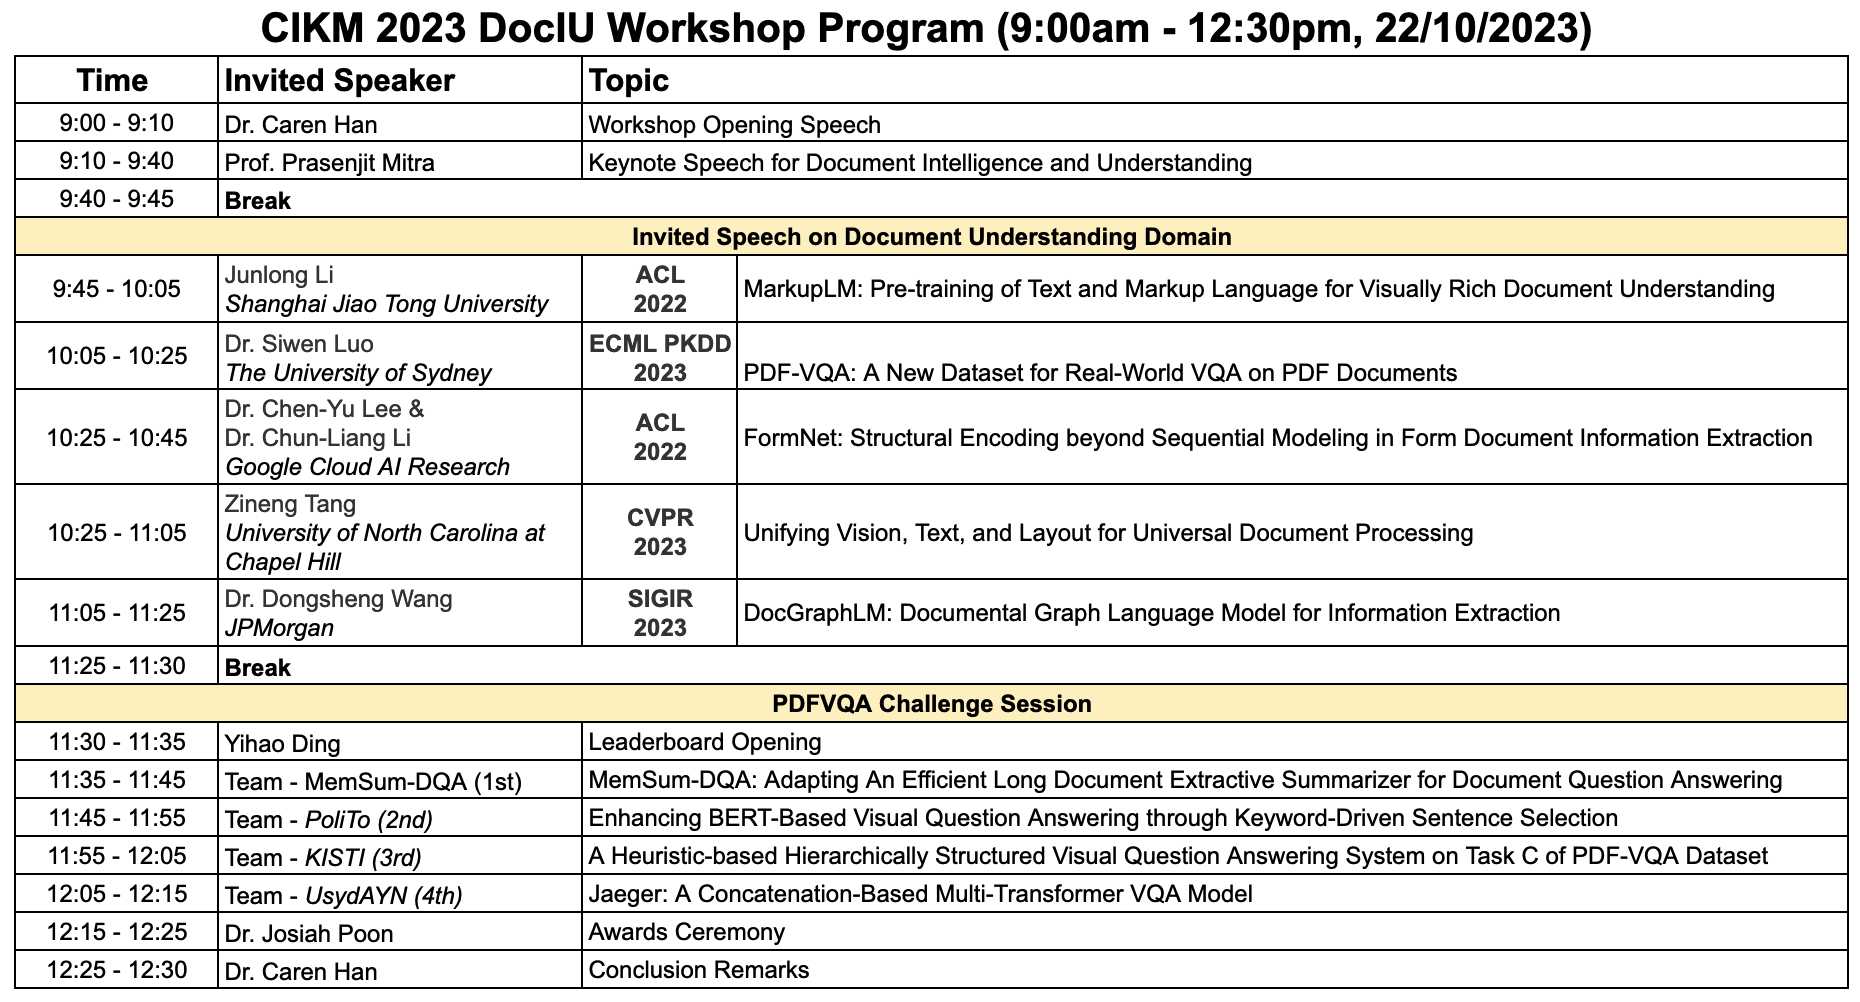 CIKM 2023 DocIU Workshop Program (9:00am - 12:30pm, 22/10/2023)
Time Invited Speaker Topic
9:00 - 9:10 Dr. Caren Han Workshop Opening Speech
9:10 - 9:40 Prof. Prasenjit Mitra Keynote Speech for Document Intelligence and Understanding
9:40 - 9:45 Break
Invited Speech on Document Understanding Domain
9:45 - 10:05
Junlong Li
Shanghai Jiao Tong University
ACL
2022
MarkupLM: Pre-training of Text and Markup Language for Visually Rich Document Understanding
10:05 - 10:25
Dr. Siwen Luo
The University of Sydney
ECML PKDD
2023
PDF-VQA: A New Dataset for Real-World VQA on PDF Documents
10:25 - 10:45
Dr. Chen-Yu Lee &
Dr. Chun-Liang Li
Google Cloud AI Research
ACL
2022
FormNet: Structural Encoding beyond Sequential Modeling in Form Document Information Extraction
10:25 - 11:05
Zineng Tang
University of North Carolina at
Chapel Hill
CVPR
2023
Unifying Vision, Text, and Layout for Universal Document Processing
11:05 - 11:25
Dr. Dongsheng Wang
JPMorgan
SIGIR
2023
DocGraphLM: Documental Graph Language Model for Information Extraction
11:25 - 11:30 Break
PDFVQA Challenge Session
11:30 - 11:35 Yihao Ding Leaderboard Opening
11:35 - 11:45 Team - MemSum-DQA (1st) MemSum-DQA: Adapting An Efficient Long Document Extractive Summarizer for Document Question Answering
11:45 - 11:55 Team - PoliTo (2nd) Enhancing BERT-Based Visual Question Answering through Keyword-Driven Sentence Selection
11:55 - 12:05 Team - KISTI (3rd) A Heuristic-based Hierarchically Structured Visual Question Answering System on Task C of PDF-VQA Dataset
12:05 - 12:15 Team - UsydAYN (4th) Jaeger: A Concatenation-Based Multi-Transformer VQA Model
12:15 - 12:25 Dr. Josiah Poon Awards Ceremony
12:25 - 12:30 Dr. Caren Han Conclusion Remarks